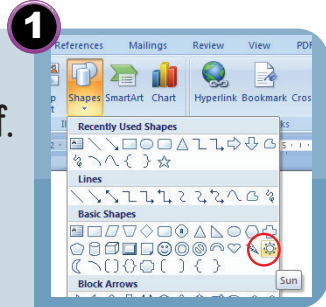 1
References Mailings Review View PDF
f.
Shapes SmartArt Chart Hyperlink Bookmark Cros
Recently Used Shapes
Lines
Basic Shapes
Sun
Block Arrows